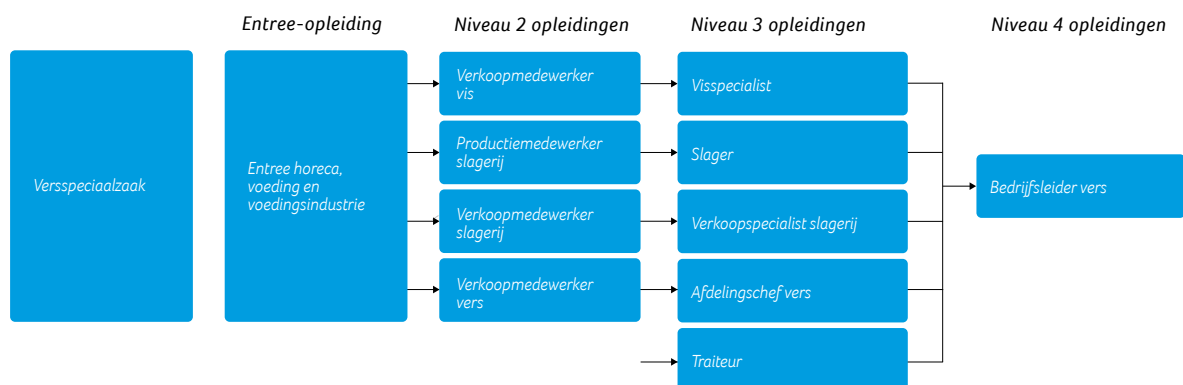 Entree-opleiding
Niveau 2 opleidingen
Niveau 3 opleidingen
Niveau 4 opleidingen
Versspeciaalzaak
Entree horeca,
voeding en
voedingsindustrie
Verkoopmedewerker
vis
Productiemedewerker
slagerij
Verkoopmedewerker
slagerij
Verkoopmedewerker
vers
Visspecialist
Slager
Verkoopspecialist slagerij
Afdelingschef vers
Traiteur
Bedrijfsleider vers